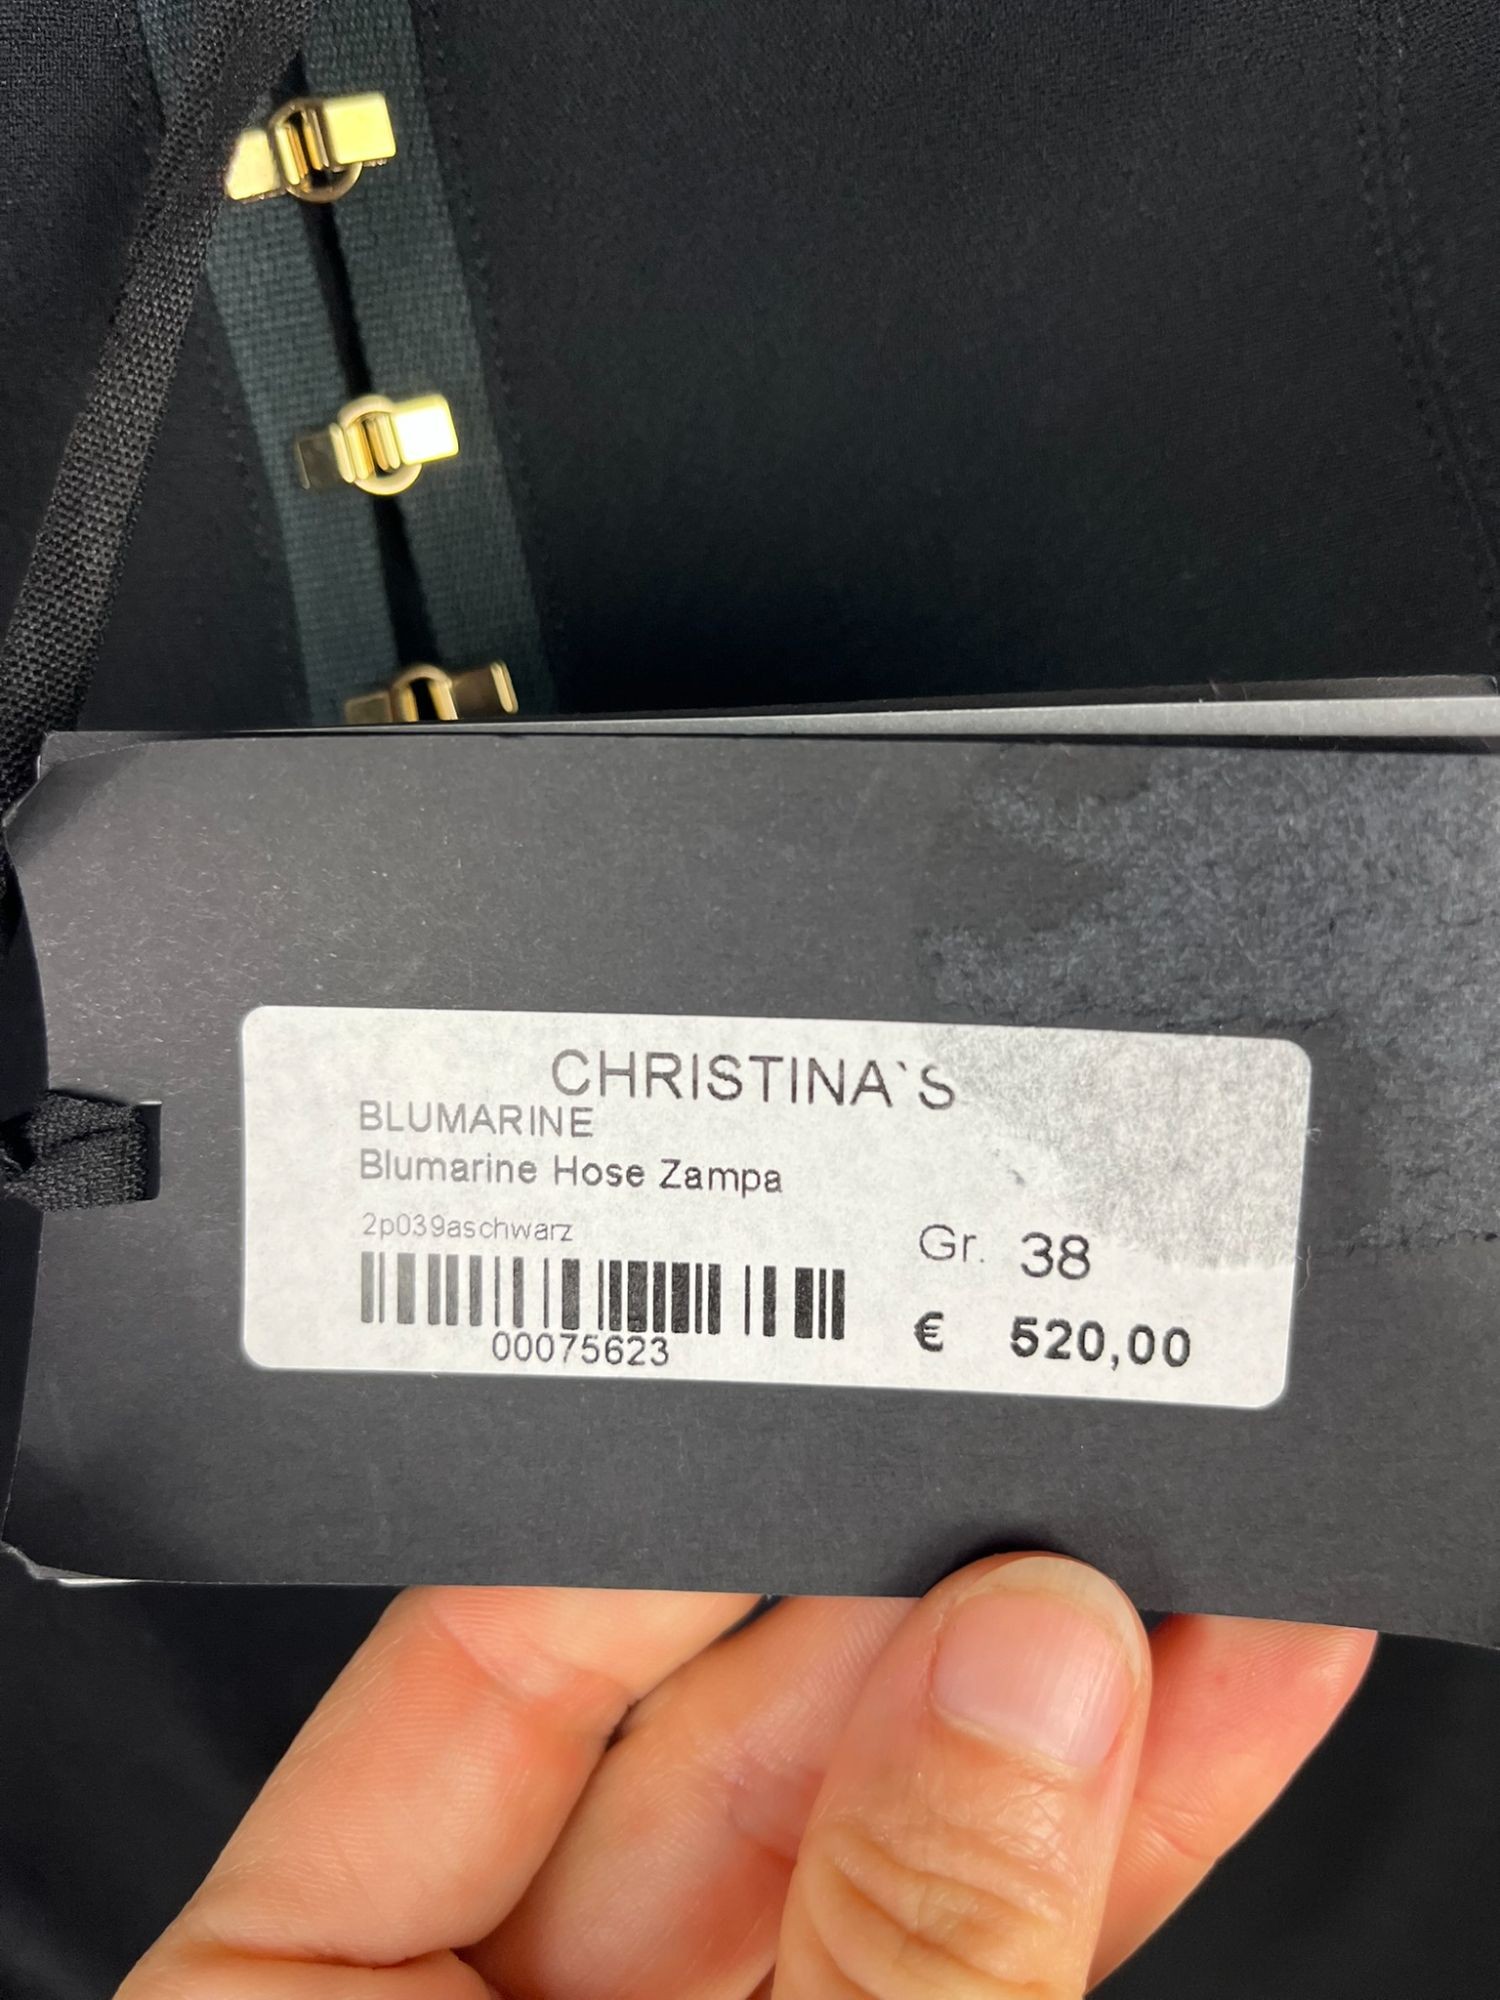 CHRISTINA`S
BLUMARINE
Blumarine Hose Zampa
2p039aschwarz
Gr. 38
00075623
€ 520,00